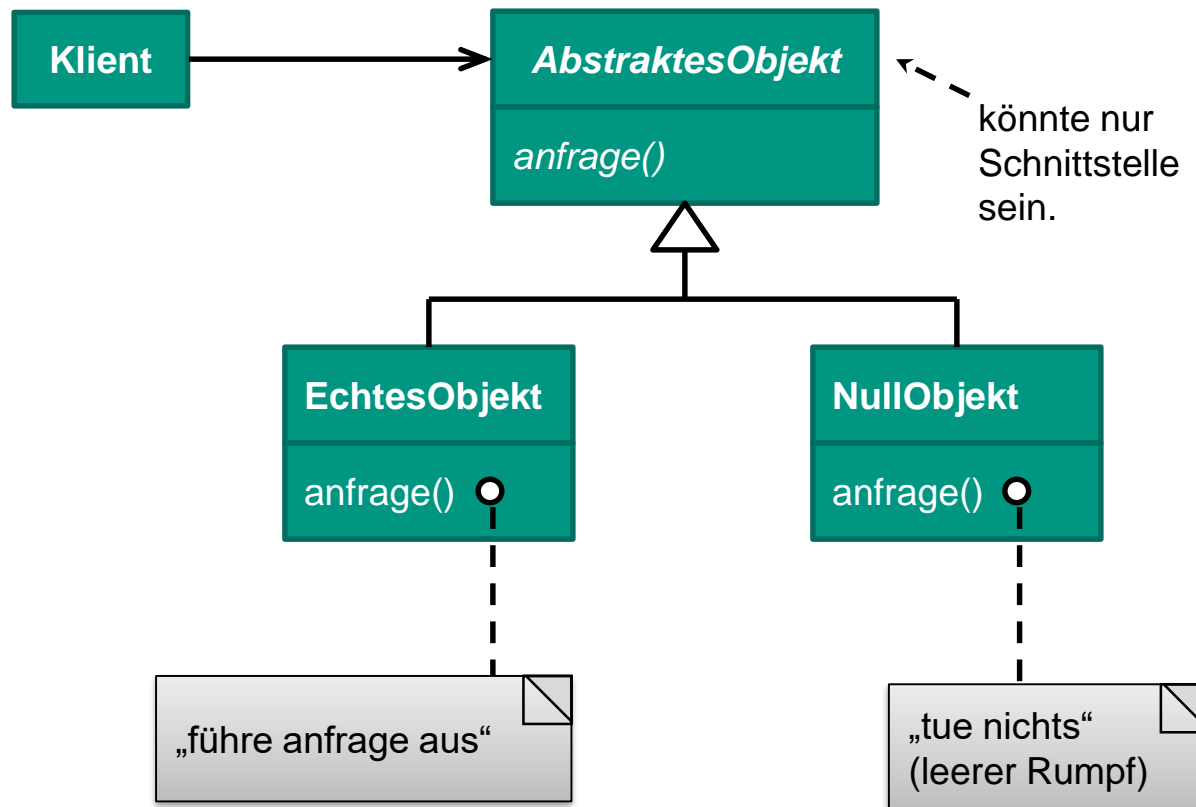 Klient
AbstraktesObjekt
anfrage()
könnte nur
Schnittstelle
sein.
EchtesObjekt
anfrage()
NullObjekt
anfrage()
„führe anfrage aus“
„tue nichts“
(leerer Rumpf)